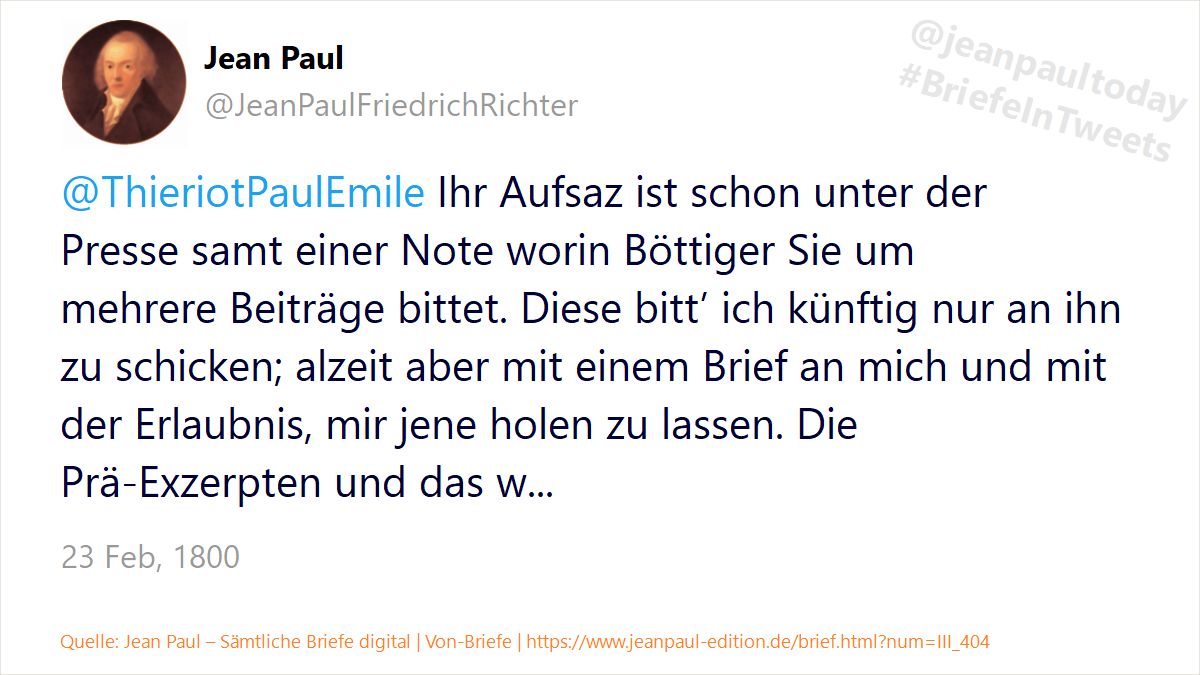 Jean Paul
@JeanPaulFriedrichRichter
@jeanpaultoday
#BriefeInTweets
@ThieriotPaulEmile Ihr Aufsaz ist schon unter der
Presse samt einer Note worin Böttiger Sie um
mehrere Beiträge bittet. Diese bitt’ ich künftig nur an ihn
zu schicken; alzeit aber mit einem Brief an mich und mit
der Erlaubnis, mir jene holen zu lassen. Die
Prä-Exzerpten und das w...
23 Feb, 1800
Quelle: Jean Paul – Sämtliche Briefe digital | Von-Briefe | https://www.jeanpaul-edition.de/brief.html?num=III_404